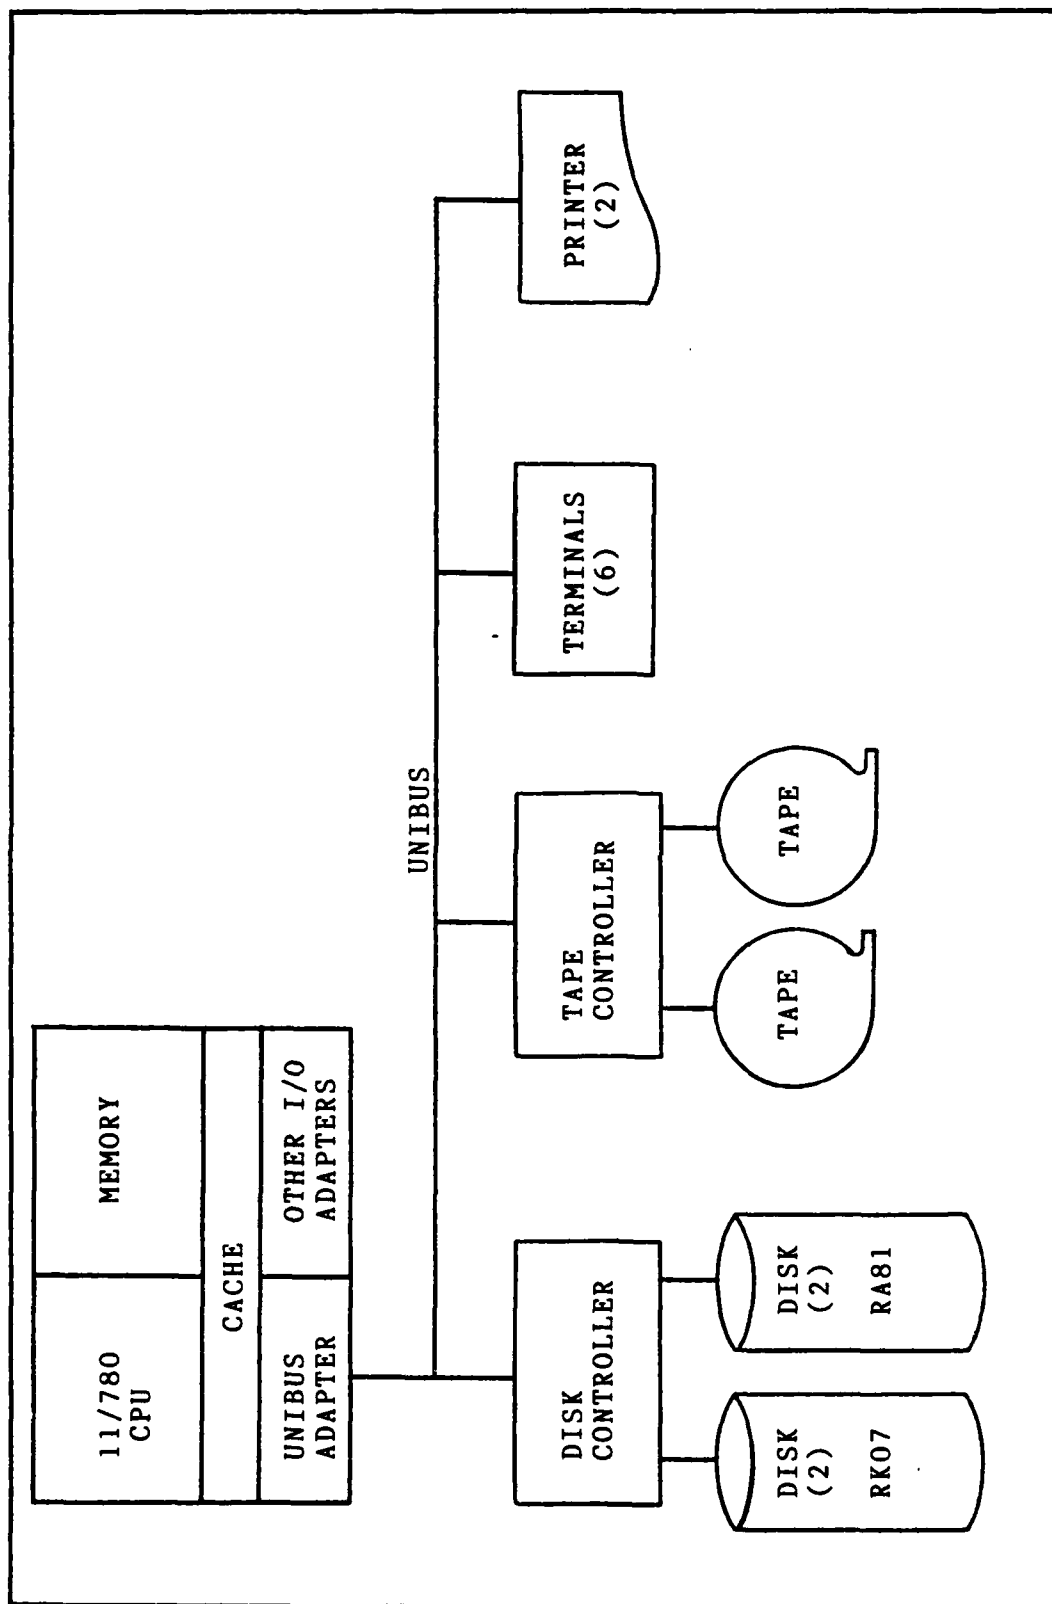 11/780
CPU
MEMORY
CACHE
UNIBUS
ADAPTER
OTHER I/O
ADAPTERS
UNIBUS
DISK
CONTROLLER
TAPE
CONTROLLER
TERMINALS
(6)
PRINTER
(2)
DISK
(2)
RK07
DISK
(2)
RA81
TAPE
TAPE